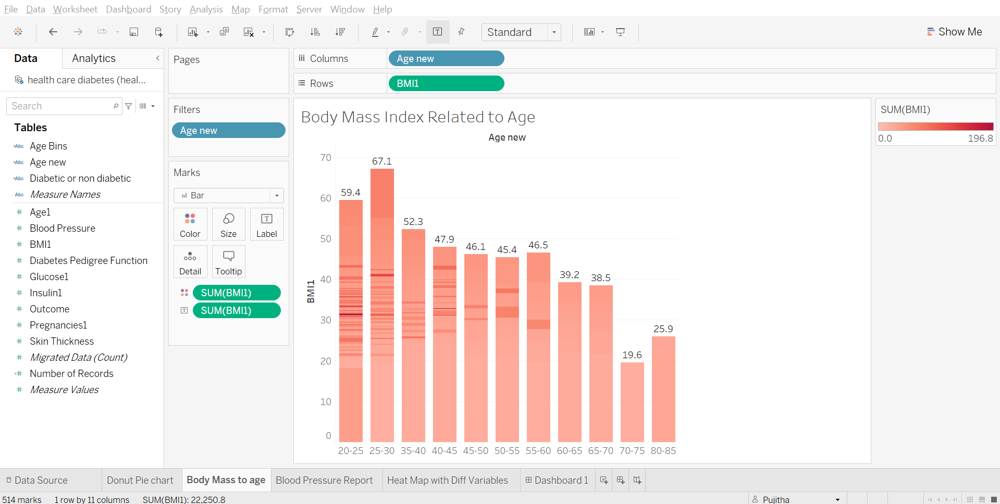 File Data Worksheet Dashboard Story Analysis Map Format Server Window Help
Standard
Show Me
Data Analytics
health care diabetes (heal...
Search
Tables
Abc Age Bins
Abc Age new
Abc Diabetic or non diabetic
Abc Measure Names
# Age1
# Blood Pressure
# BMI1
# Diabetes Pedigree Function
# Glucose1
# Insulin1
# Outcome
# Pregnancies1
# Skin Thickness
# Migrated Data (Count)
# Number of Records
# Measure Values
Pages
Filters
Age new
Marks
Bar
Color Size Label
Detail Tooltip
SUM(BMI1)
SUM(BMI1)
Columns Age new
Rows BMI1
Body Mass Index Related to Age
Age new
BMI1
70
60
50
40
30
20
10
0
59.4
67.1
52.3
47.9
46.1
45.4
46.5
39.2
38.5
19.6
25.9
20-25 25-30 35-40 40-45 45-50 50-55 55-60 60-65 65-70 70-75 80-85
SUM(BMI1)
0.0 196.8
Data Source Donut Pie chart Body Mass to age Blood Pressure Report Heat Map with Diff Variables Dashboard 1
514 marks 1 row by 11 columns SUM(BMI1): 22,250.8 Pujitha